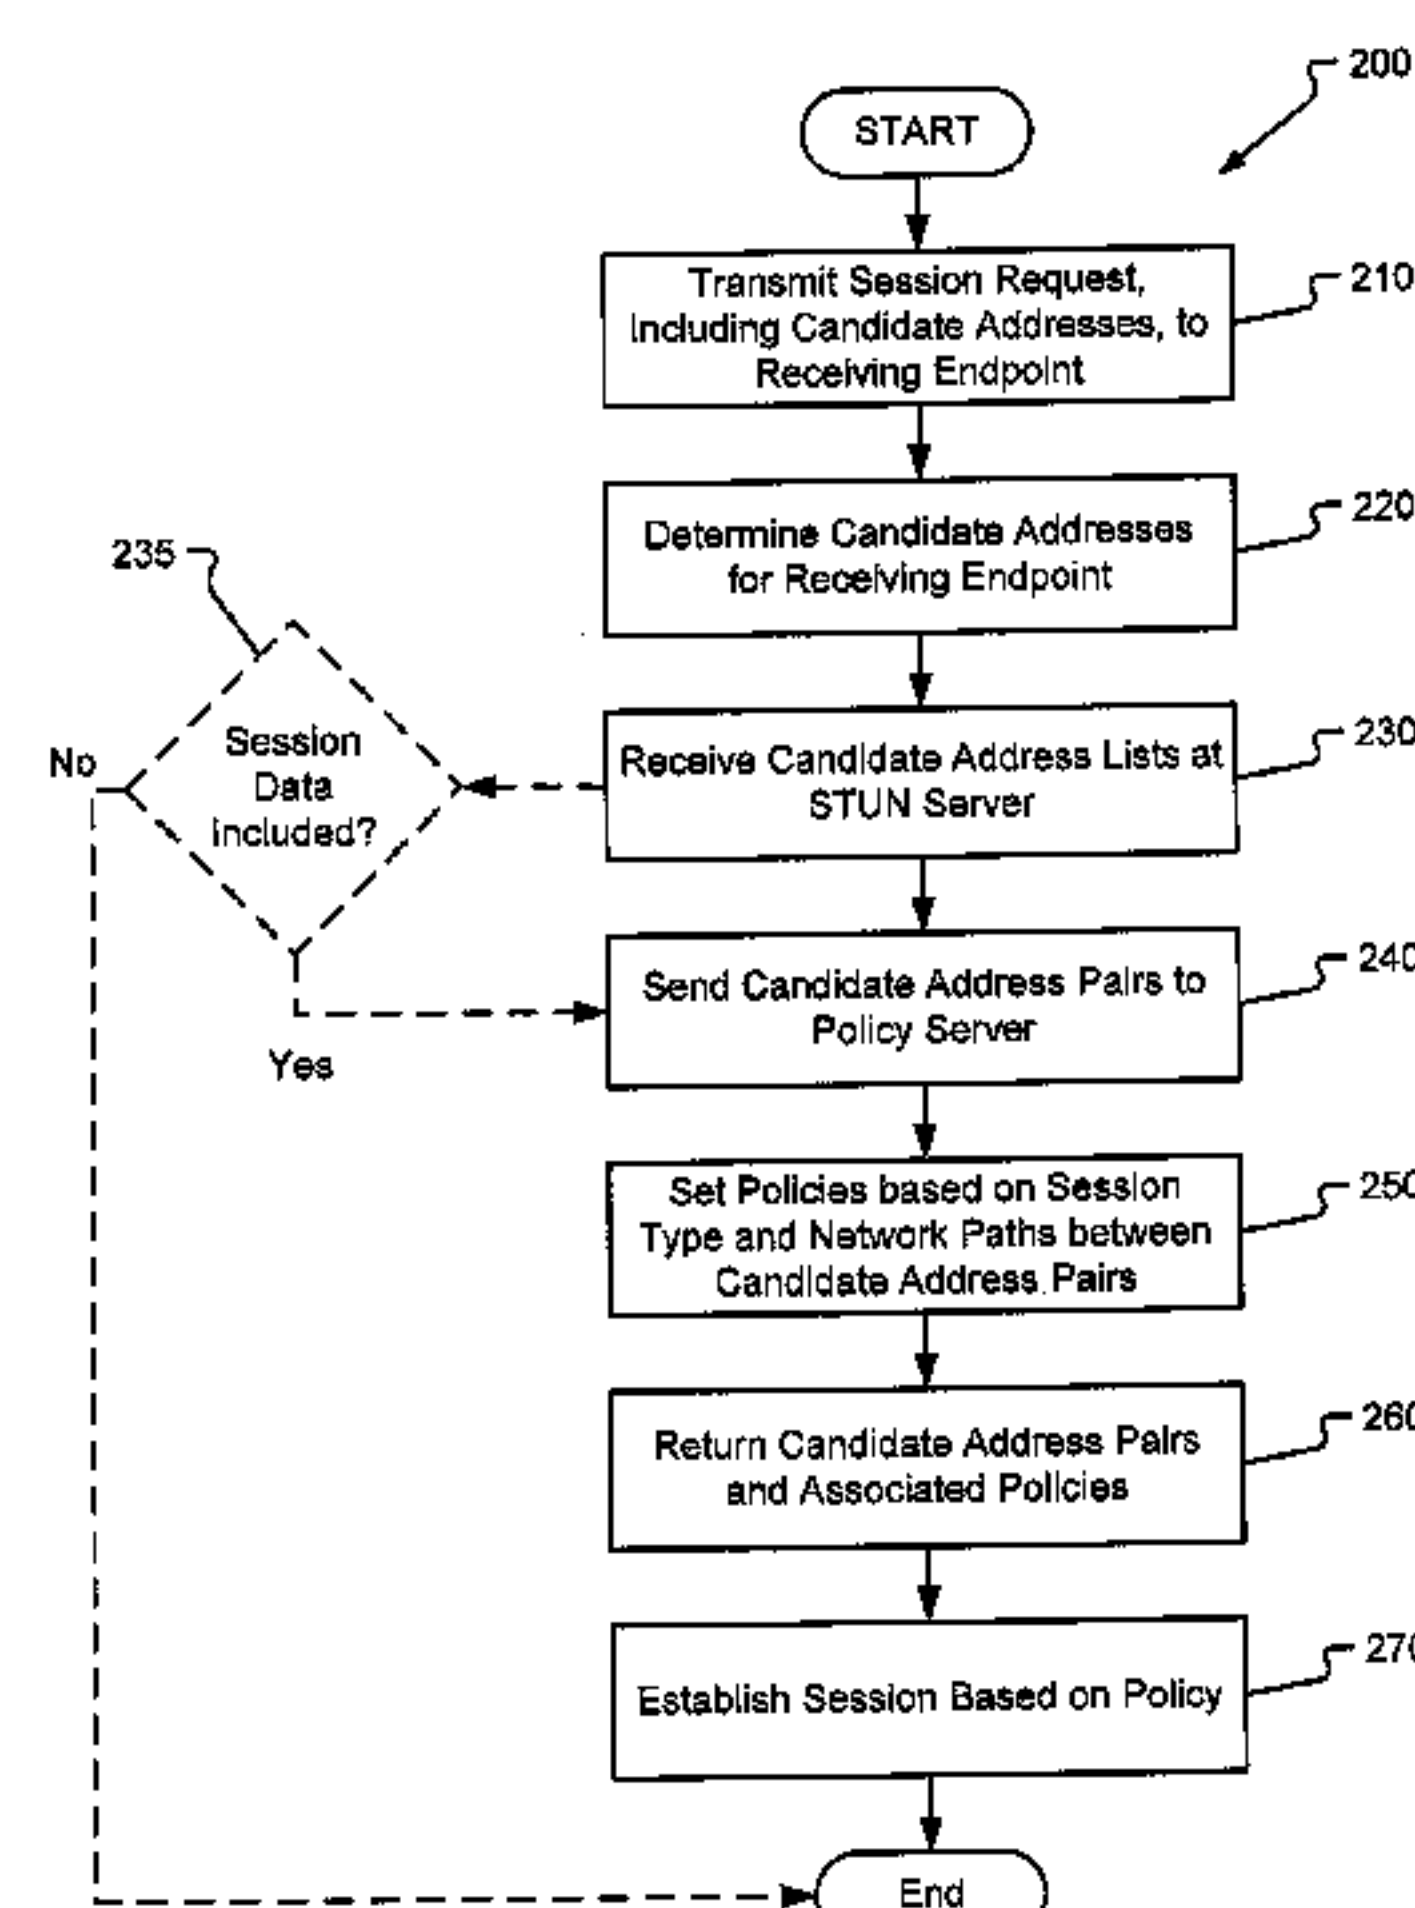 200
START
Transmit Session Request,
Including Candidate Addresses, to
Receiving Endpoint
210
Determine Candidate Addresses
for Receiving Endpoint
220
235
Session
Data
Included?
No
Yes
Receive Candidate Address Lists at
STUN Server
230
Send Candidate Address Pairs to
Policy Server
240
Set Policies based on Session
Type and Network Paths between
Candidate Address Pairs
250
Return Candidate Address Pairs
and Associated Policies
260
Establish Session Based on Policy
270
End